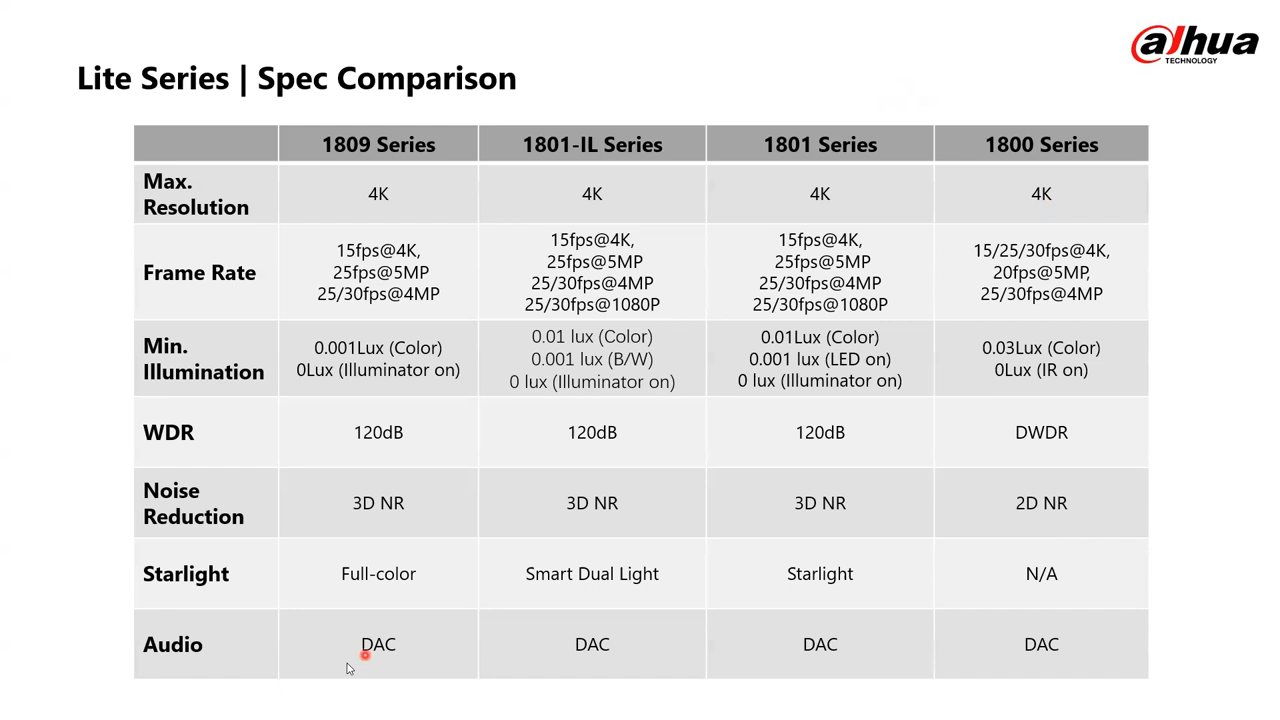 alhua
TECHNOLOGY
Lite Series | Spec Comparison
1809 Series
1801-IL Series
1801 Series
1800 Series
Max.
Resolution
4K
4K
4K
4K
Frame Rate
15fps@4K,
25fps@5MP
25/30fps@4MP
15fps@4K,
25fps@5MP
25/30fps@4MP
25/30fps@1080P
15fps@4K,
25fps@5MP
25/30fps@4MP
25/30fps@1080P
15/25/30fps@4K,
20fps@5MP,
25/30fps@4MP
Min.
Illumination
0.001Lux (Color)
0Lux (Illuminator on)
0.01 lux (Color)
0.001 lux (B/W)
0 lux (Illuminator on)
0.01Lux (Color)
0.001 lux (LED on)
0 lux (Illuminator on)
0.03Lux (Color)
0Lux (IR on)
WDR
120dB
120dB
120dB
DWDR
Noise
Reduction
3D NR
3D NR
3D NR
2D NR
Starlight
Full-color
Smart Dual Light
Starlight
N/A
Audio
DAC
DAC
DAC
DAC